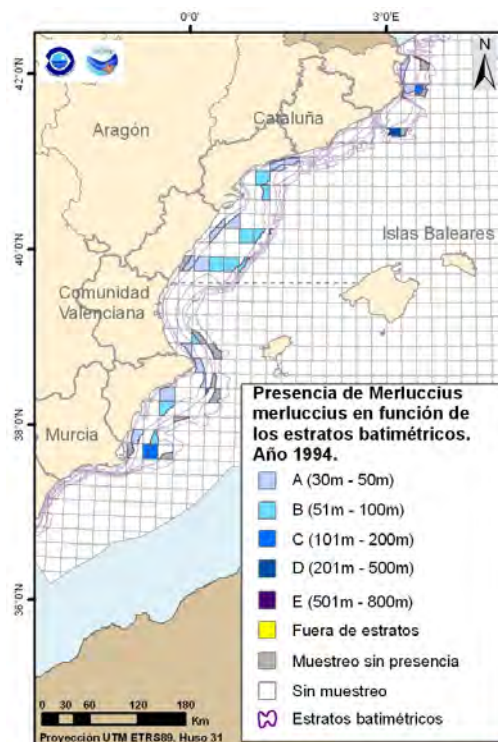 0°0'
3°0'E
42°0'N
N
Cataluña
Aragón
40°0'N
Islas Baleares
Comunidad
Valenciana
38°0'N
Murcia
36°0'N
Presencia de Merluccius
merluccius en función de
los estratos batimétricos.
Año 1994.
A (30m - 50m)
B (51m - 100m)
C (101m - 200m)
D (201m - 500m)
E (501m - 800m)
Fuera de estratos
Muestreo sin presencia
Sin muestreo
Estratos batimétricos
0 30 60 120 180
Km
Proyección UTM ETRS89. Huso 31